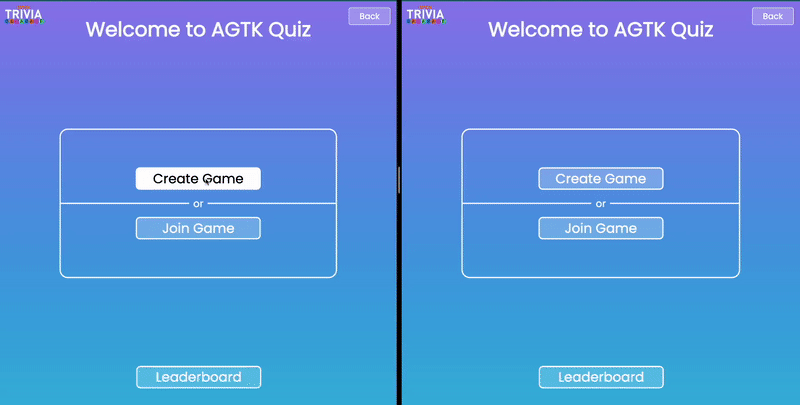 TRIVIA
Back
Welcome to AGTK Quiz
Create Game
or
Join Game
Leaderboard
TRIVIA
Back
Welcome to AGTK Quiz
Create Game
or
Join Game
Leaderboard